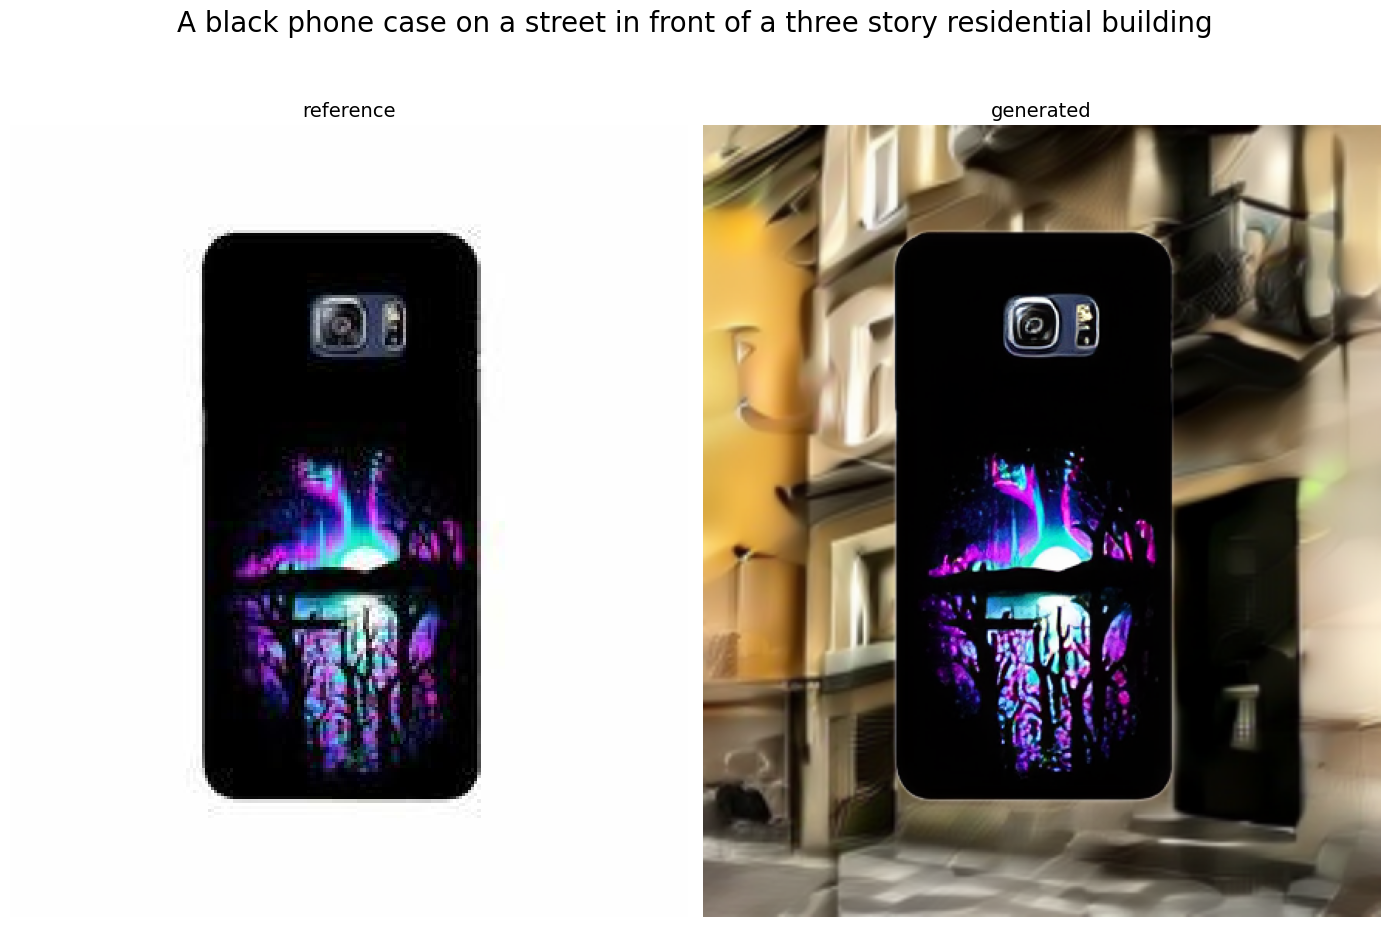 A black phone case on a street in front of a three story residential building
reference
generated